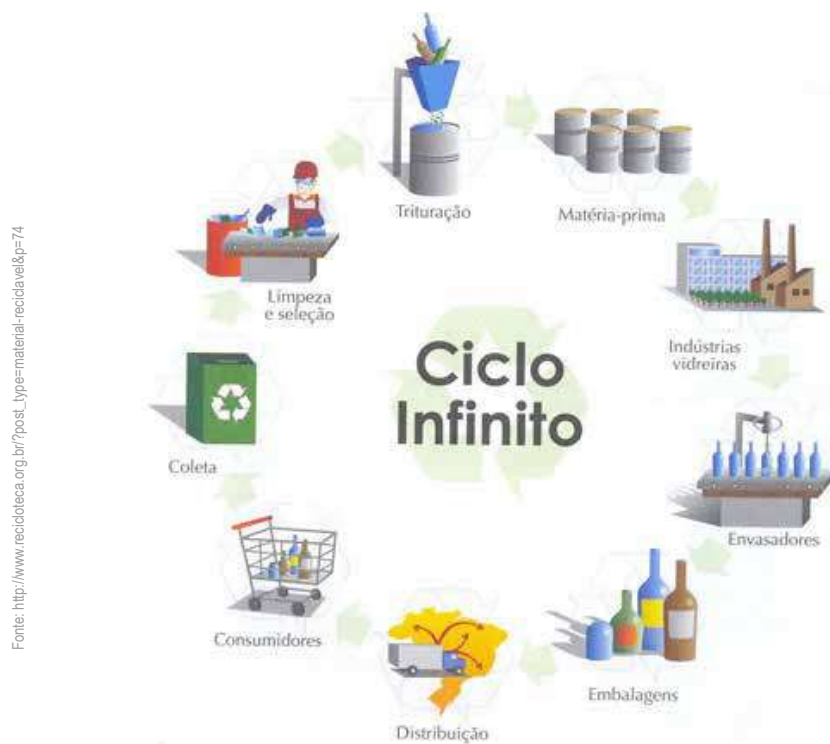 Fonte: http://www.recicloteca.org.br/?post_type=material-reciclavel&p=74
Trituração
Matéria-prima
Limpeza
e seleção
Indústrias
vidreiras
Ciclo
Infinito
Coleta
Envasadores
Consumidores
Embalagens
Distribuição